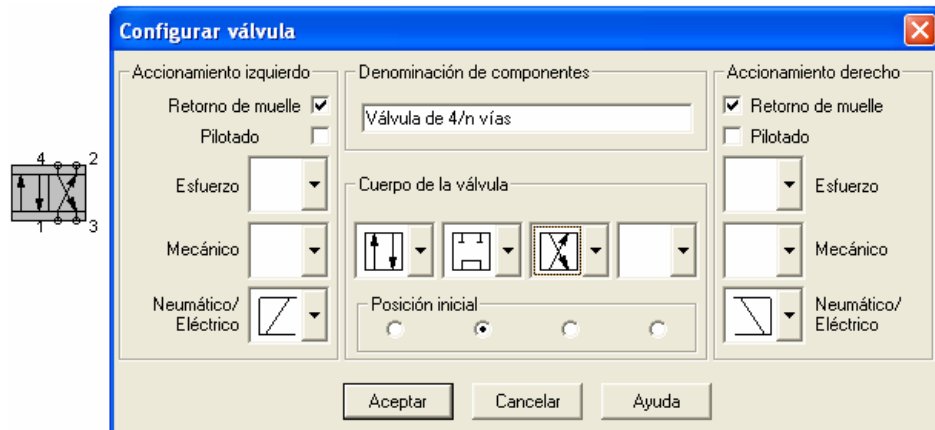 Configurar válvula
Accionamiento izquierdo
Retorno de muelle
Pilotado
Esfuerzo
Mecánico
Neumático/
Eléctrico
Denominación de componentes
Válvula de 4/n vías
Cuerpo de la válvula
Posición inicial
Accionamiento derecho
Retorno de muelle
Pilotado
Esfuerzo
Mecánico
Neumático/
Eléctrico
4 2
1 3
Aceptar Cancelar Ayuda